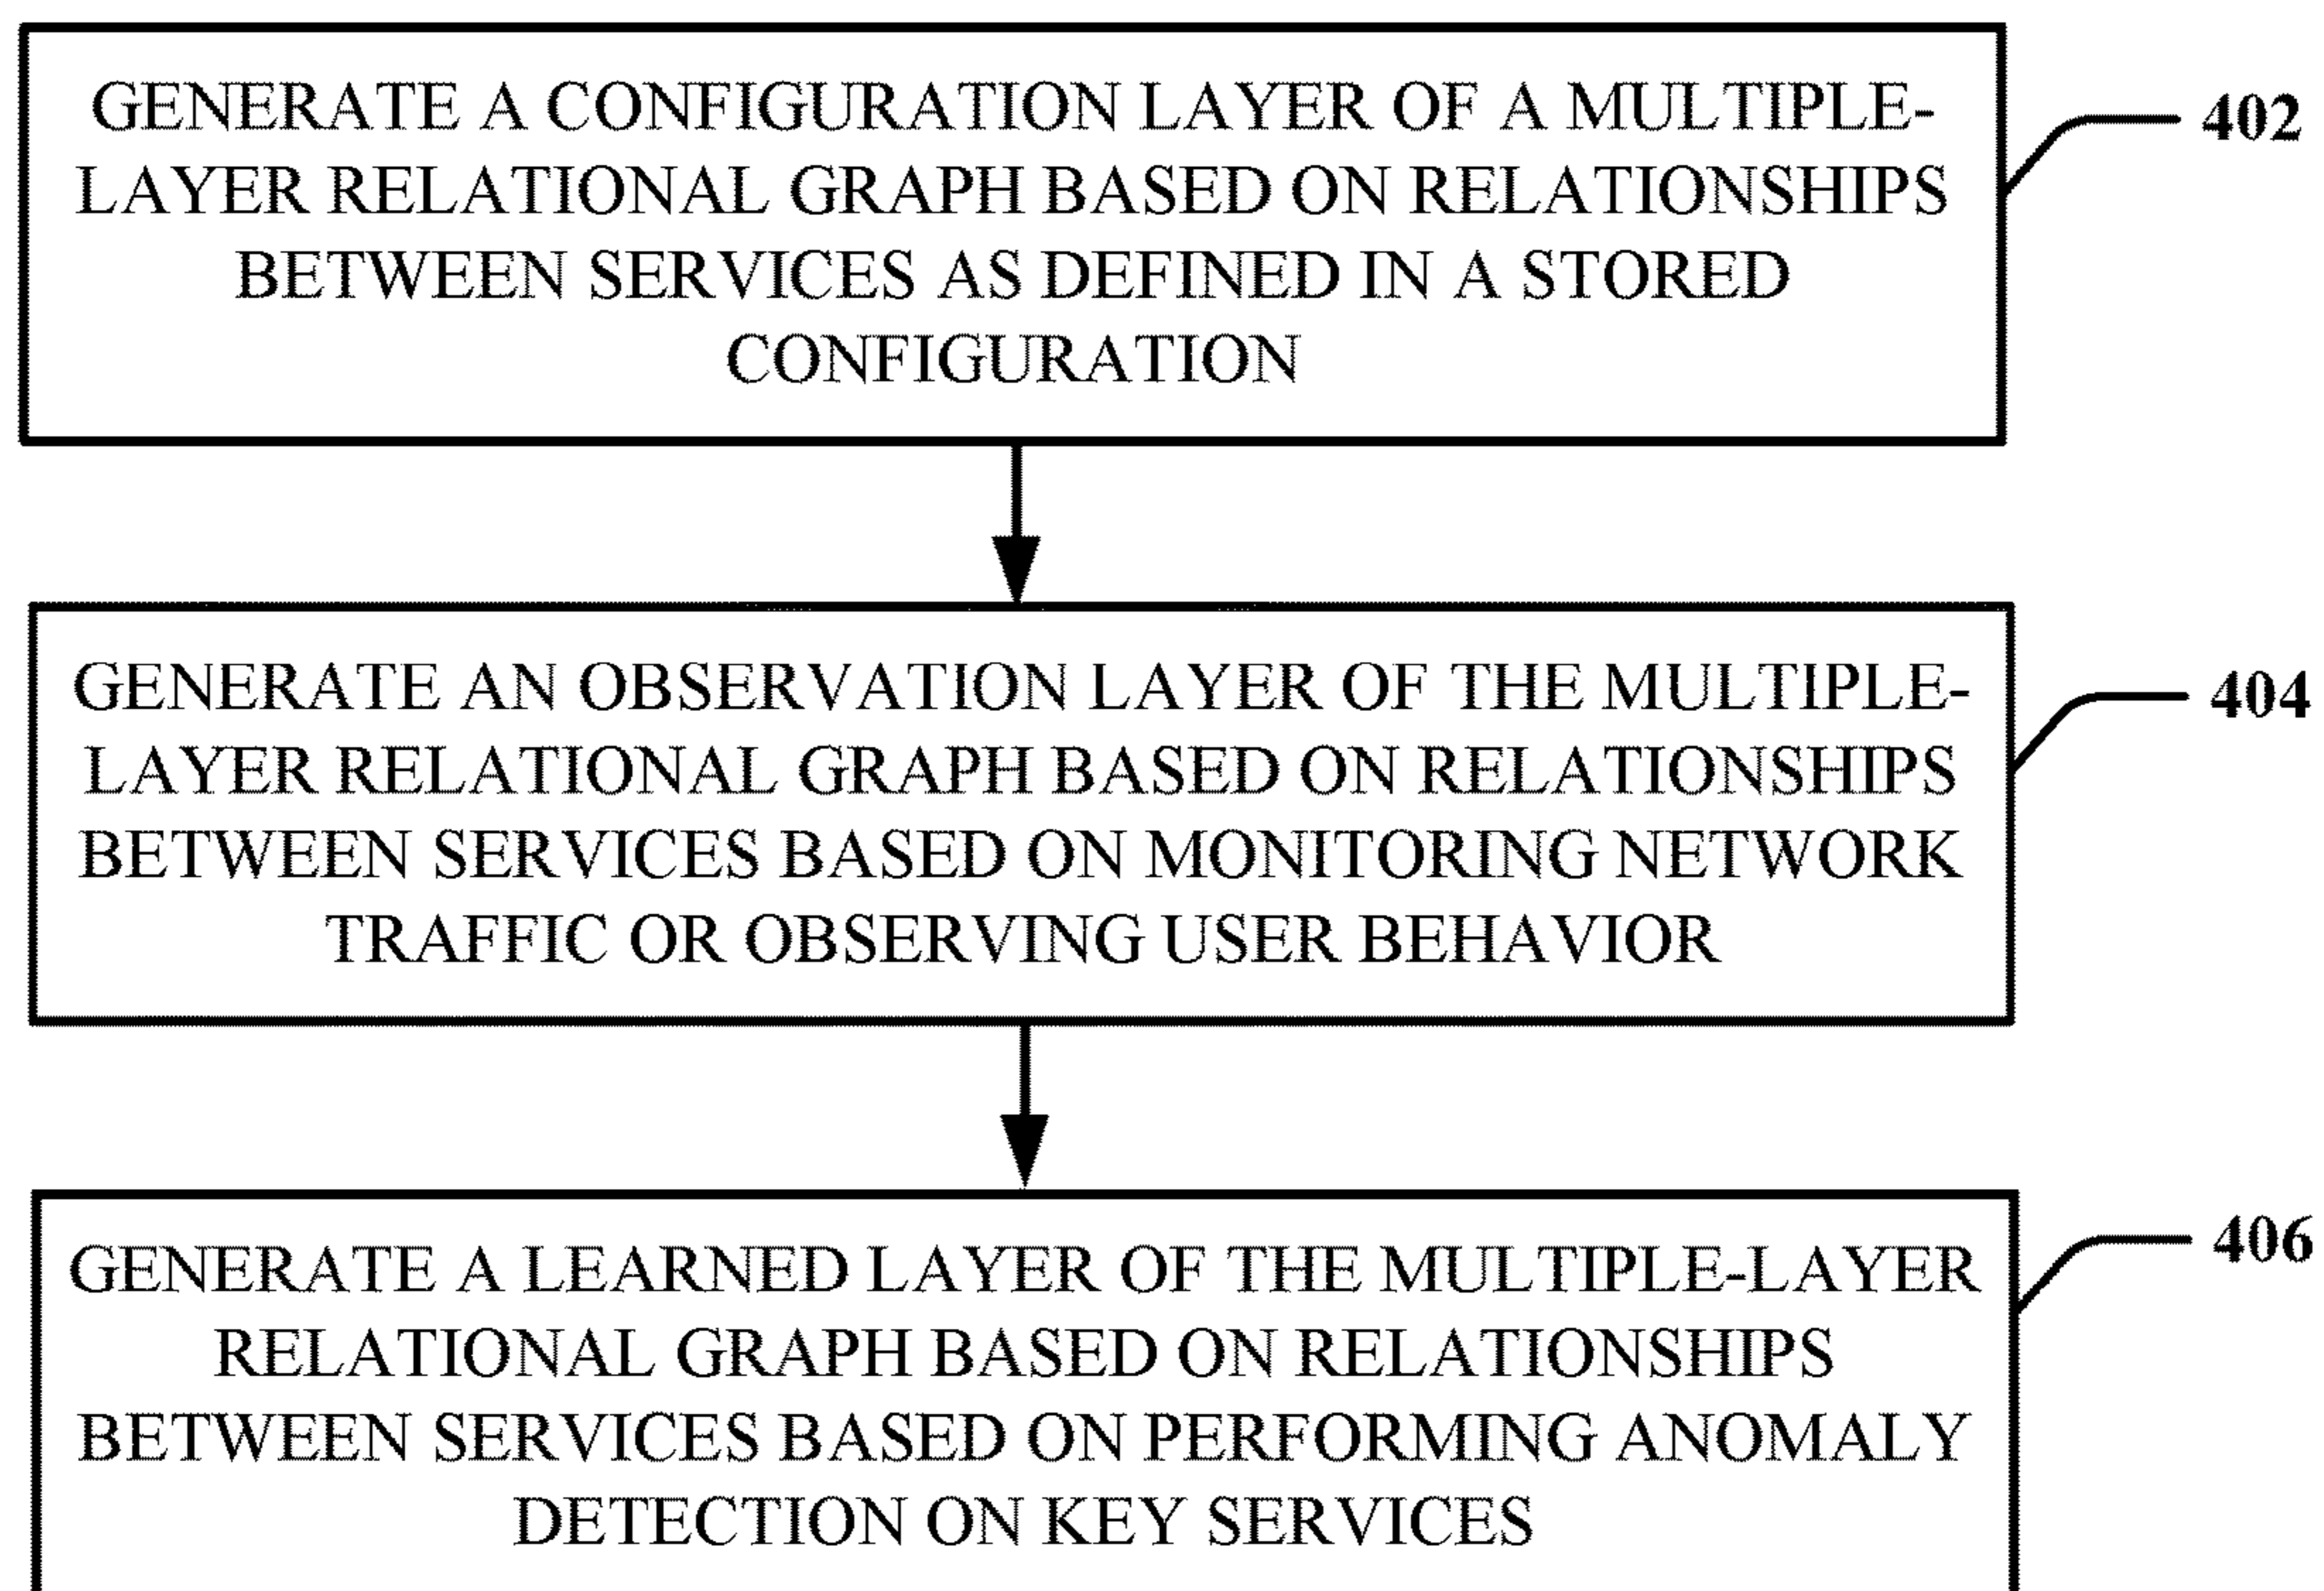 GENERATE A CONFIGURATION LAYER OF A MULTIPLE-
LAYER RELATIONAL GRAPH BASED ON RELATIONSHIPS
BETWEEN SERVICES AS DEFINED IN A STORED
CONFIGURATION
402
GENERATE AN OBSERVATION LAYER OF THE MULTIPLE-
LAYER RELATIONAL GRAPH BASED ON RELATIONSHIPS
BETWEEN SERVICES BASED ON MONITORING NETWORK
TRAFFIC OR OBSERVING USER BEHAVIOR
404
GENERATE A LEARNED LAYER OF THE MULTIPLE-LAYER
RELATIONAL GRAPH BASED ON RELATIONSHIPS
BETWEEN SERVICES BASED ON PERFORMING ANOMALY
DETECTION ON KEY SERVICES
406